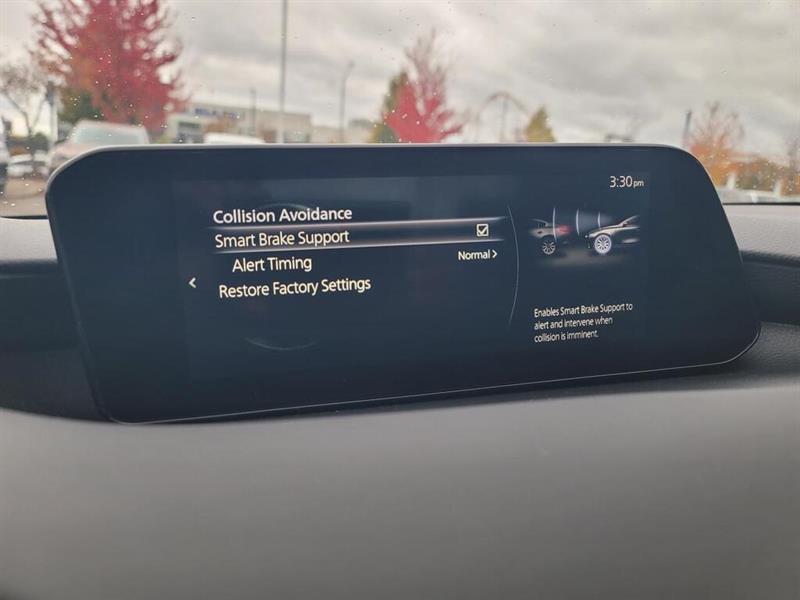 3:30pm
Collision Avoidance
Smart Brake Support
Alert Timing
Normal
Restore Factory Settings
Enables Smart Brake Support to
alert and intervene when
collision is imminent.